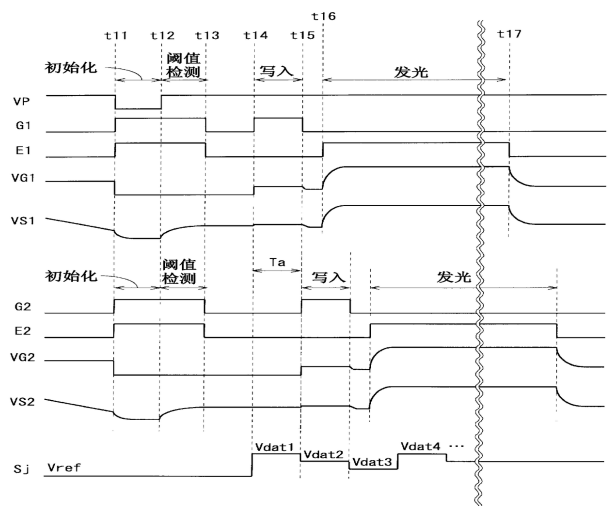 t11 t12 t13 t14 t15 t16 t17
初始化 阈值检测 写入 发光
VP
G1
E1
VG1
VS1
Ta
初始化 阈值检测 写入 发光
G2
E2
VG2
VS2
Sj Vref Vdat1 Vdat2 Vdat3 Vdat4 ···